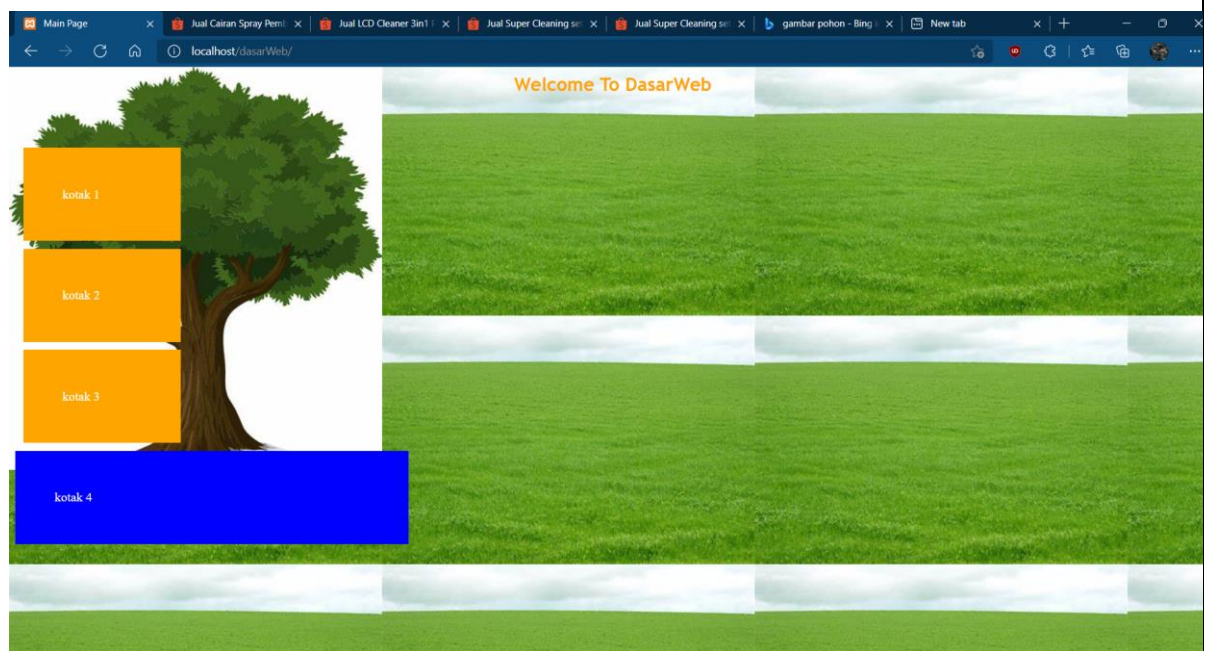 Main Page
Jual Cairan Spray Pemb
Jual LCD Cleaner 3in1
Jual Super Cleaning se
Jual Super Cleaning se
gambar pohon - Bing
New tab
localhost/dasarWeb/
Welcome To DasarWeb
kotak 1
kotak 2
kotak 3
kotak 4